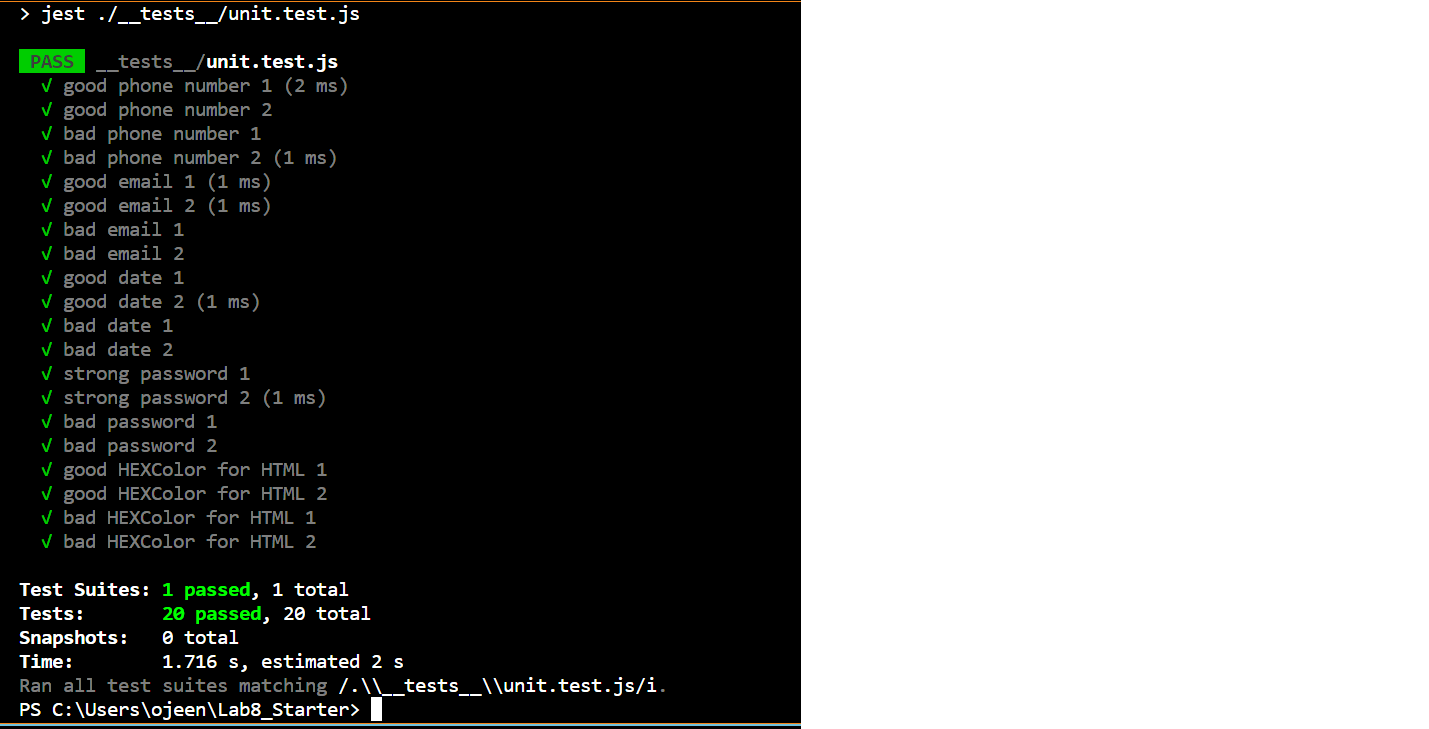 > jest ./__tests__/unit.test.js
PASS __tests__/unit.test.js
√ good phone number 1 (2 ms)
√ good phone number 2
√ bad phone number 1
√ bad phone number 2 (1 ms)
√ good email 1 (1 ms)
√ good email 2 (1 ms)
√ bad email 1
√ bad email 2
√ good date 1
√ good date 2 (1 ms)
√ bad date 1
√ bad date 2
√ strong password 1
√ strong password 2 (1 ms)
√ bad password 1
√ bad password 2
√ good HEXColor for HTML 1
√ good HEXColor for HTML 2
√ bad HEXColor for HTML 1
√ bad HEXColor for HTML 2
Test Suites: 1 passed, 1 total
Tests: 20 passed, 20 total
Snapshots: 0 total
Time: 1.716 s, estimated 2 s
Ran all test suites matching /.\\__tests__\\unit.test.js/i.
PS C:\Users\ojeen\Lab8_Starter>